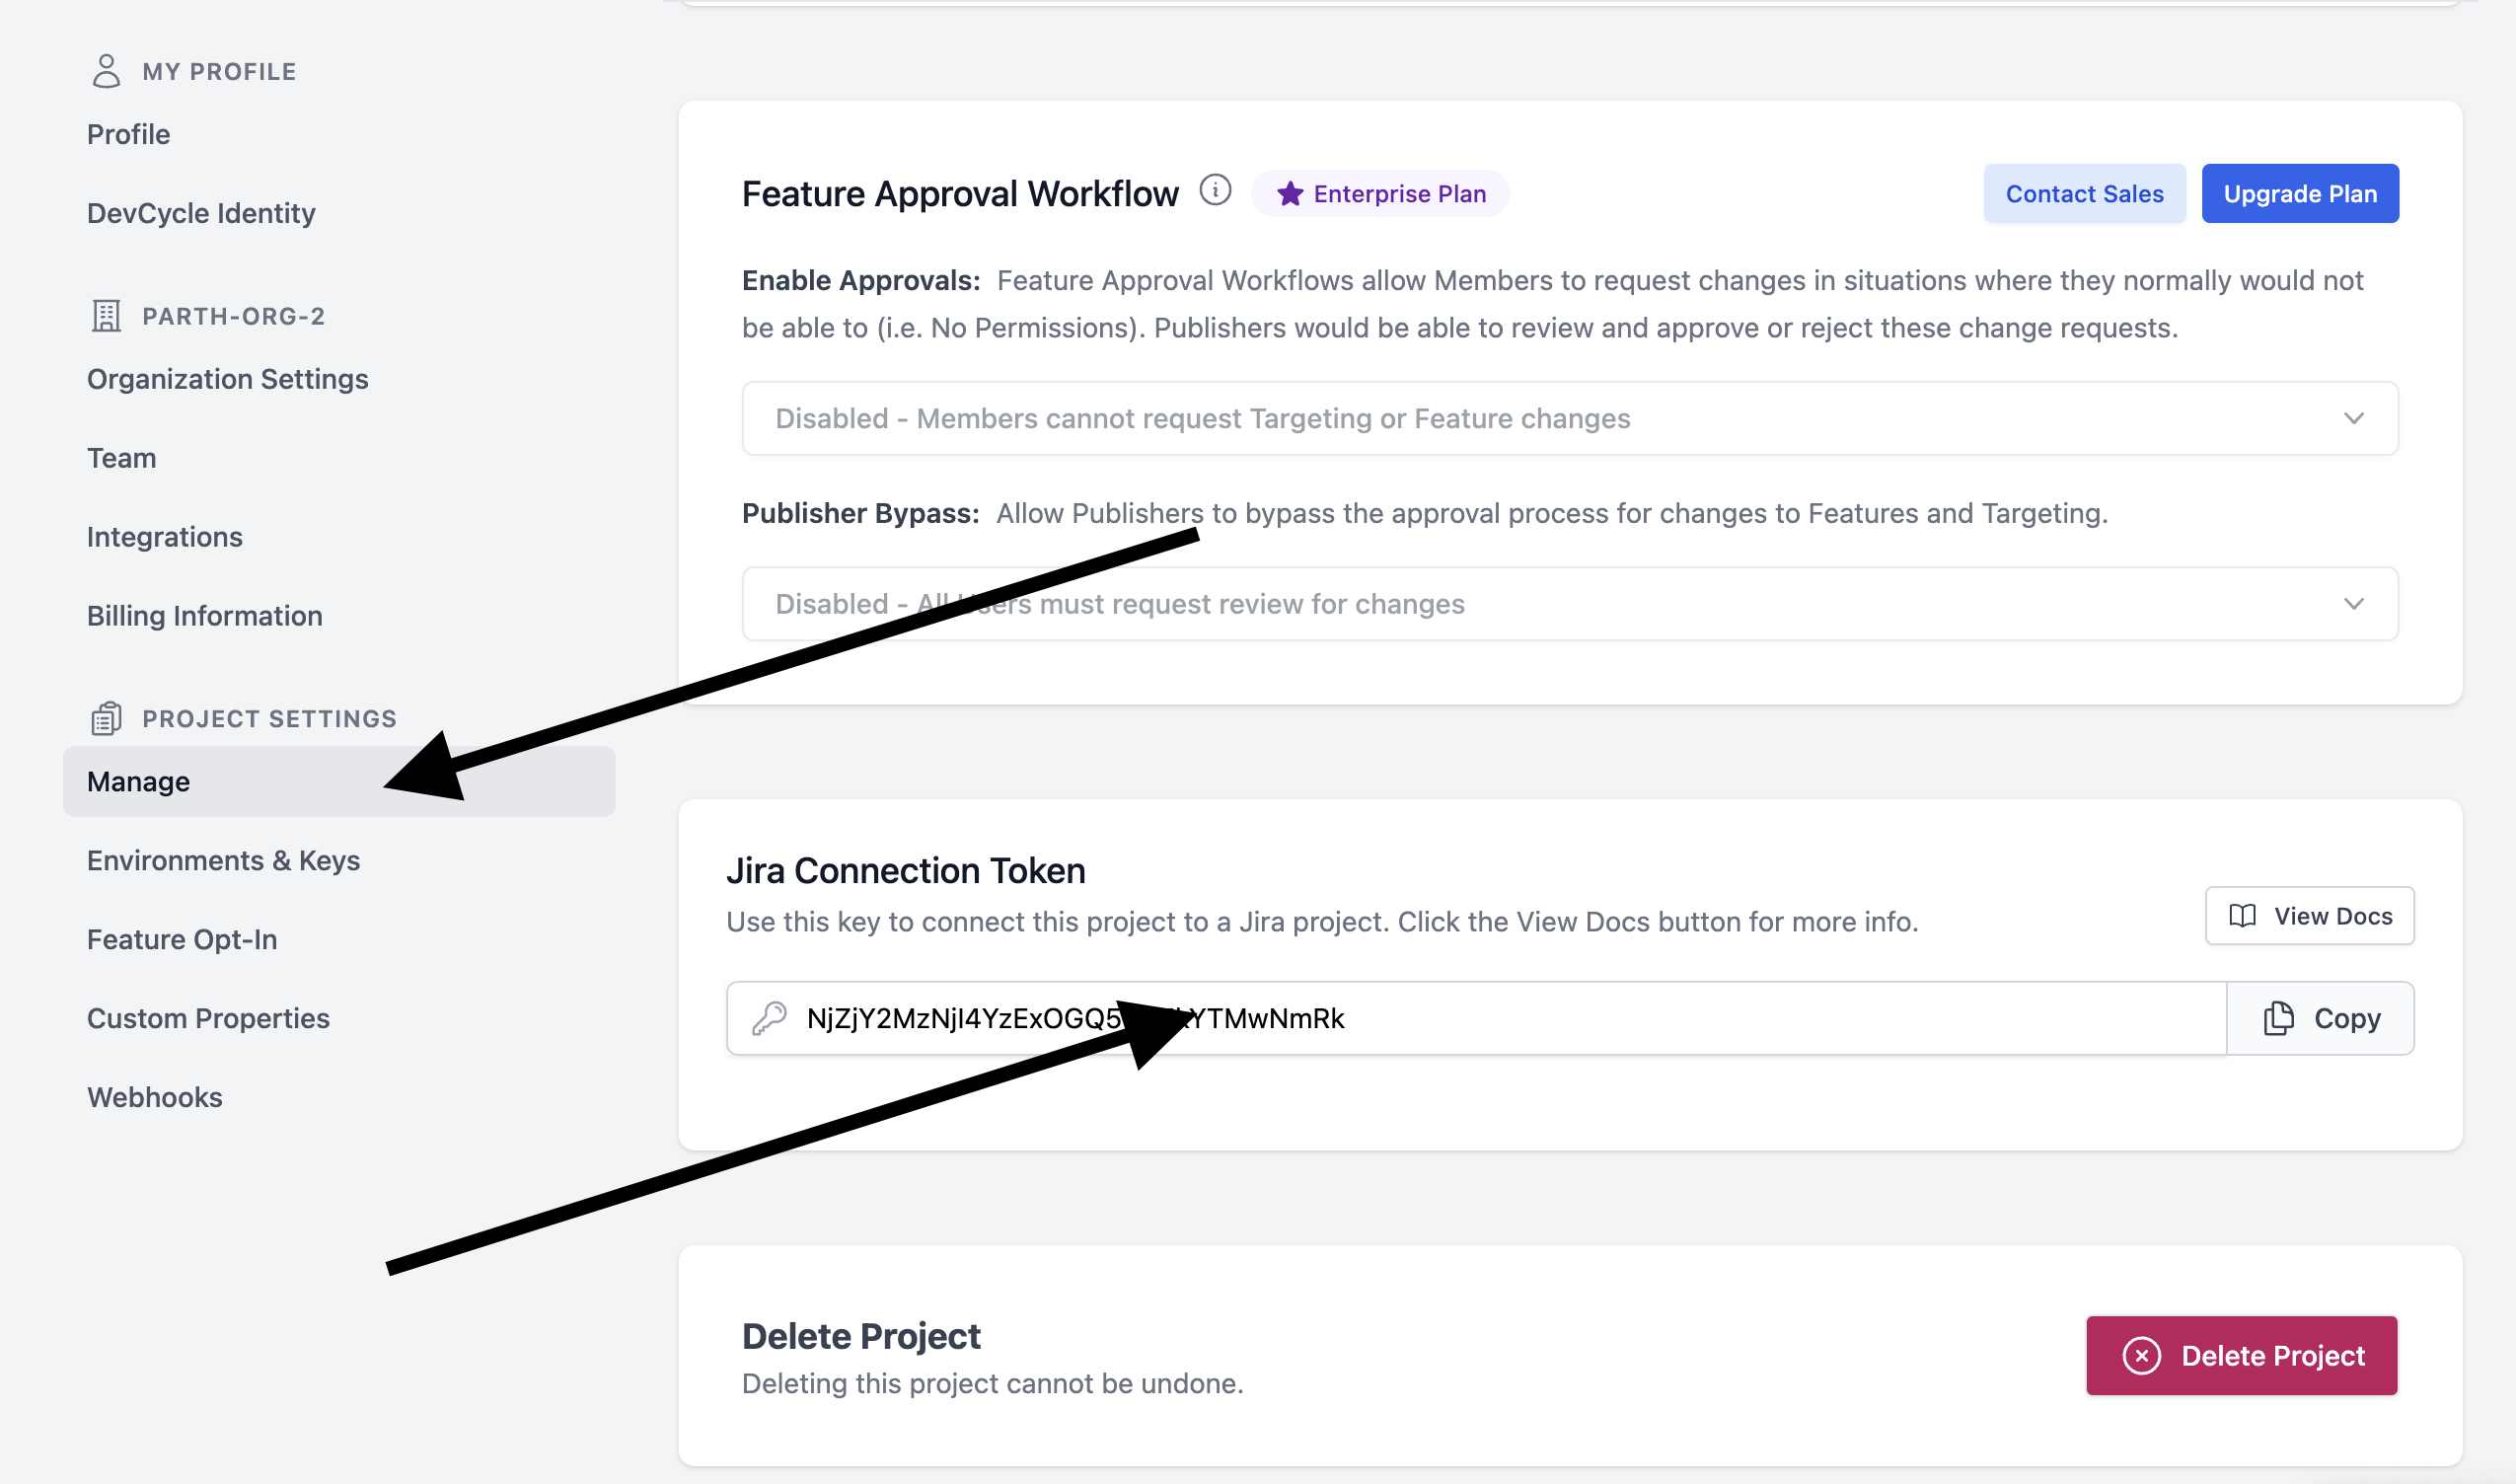 MY PROFILE
Profile
DevCycle Identity
PARTH-ORG-2
Organization Settings
Team
Integrations
Billing Information
PROJECT SETTINGS
Manage
Environments & Keys
Feature Opt-In
Custom Properties
Webhooks
Feature Approval Workflow
Enterprise Plan
Contact Sales
Upgrade Plan
Enable Approvals: Feature Approval Workflows allow Members to request changes in situations where they normally would not
be able to (i.e. No Permissions). Publishers would be able to review and approve or reject these change requests.
Disabled - Members cannot request Targeting or Feature changes
Publisher Bypass: Allow Publishers to bypass the approval process for changes to Features and Targeting.
Disabled - All Users must request review for changes
Jira Connection Token
Use this key to connect this project to a Jira project. Click the View Docs button for more info.
View Docs
Copy
Delete Project
Deleting this project cannot be undone.
Delete Project